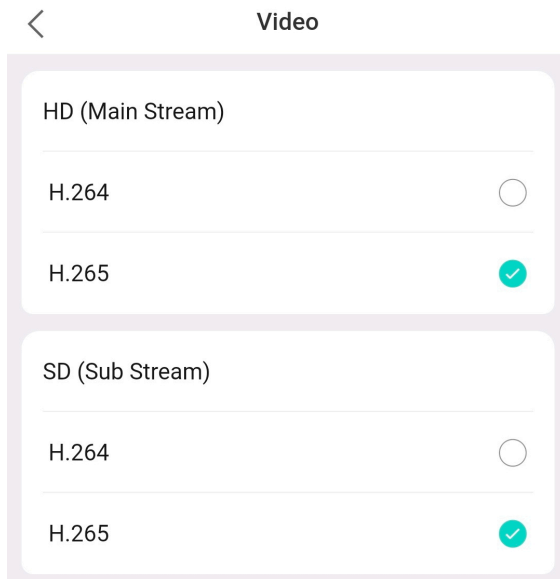 Video
HD (Main Stream)
H.264
H.265
SD (Sub Stream)
H.264
H.265